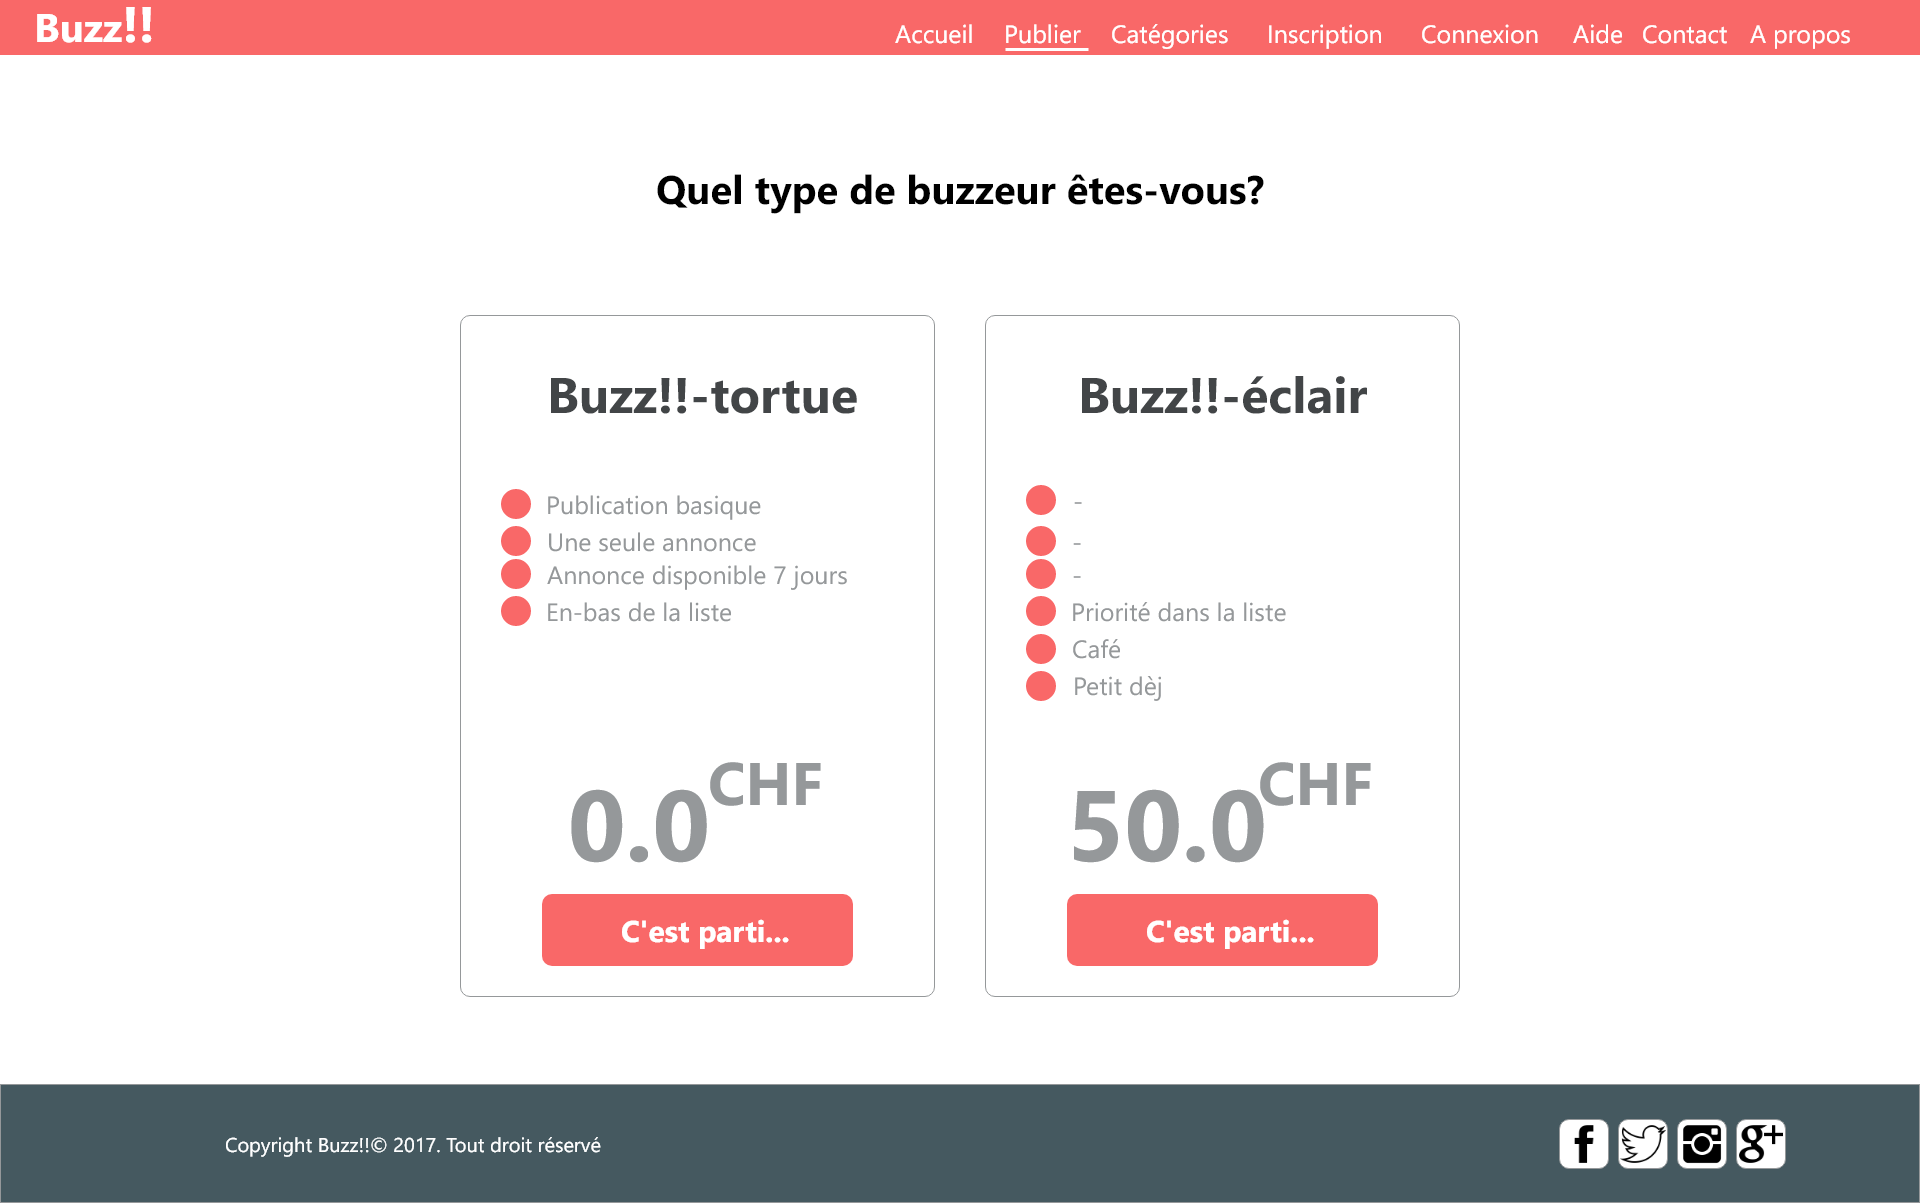 Buzz!!
Accueil Publier Catégories Inscription Connexion Aide Contact A propos
Quel type de buzzeur êtes-vous?
Buzz!!-tortue
Publication basique
Une seule annonce
Annonce disponible 7 jours
En-bas de la liste
0.0 CHF
C'est parti...
Buzz!!-éclair
-
-
-
Priorité dans la liste
Café
Petit dèj
50.0 CHF
C'est parti...
Copyright Buzz!!© 2017. Tout droit réservé
f g+